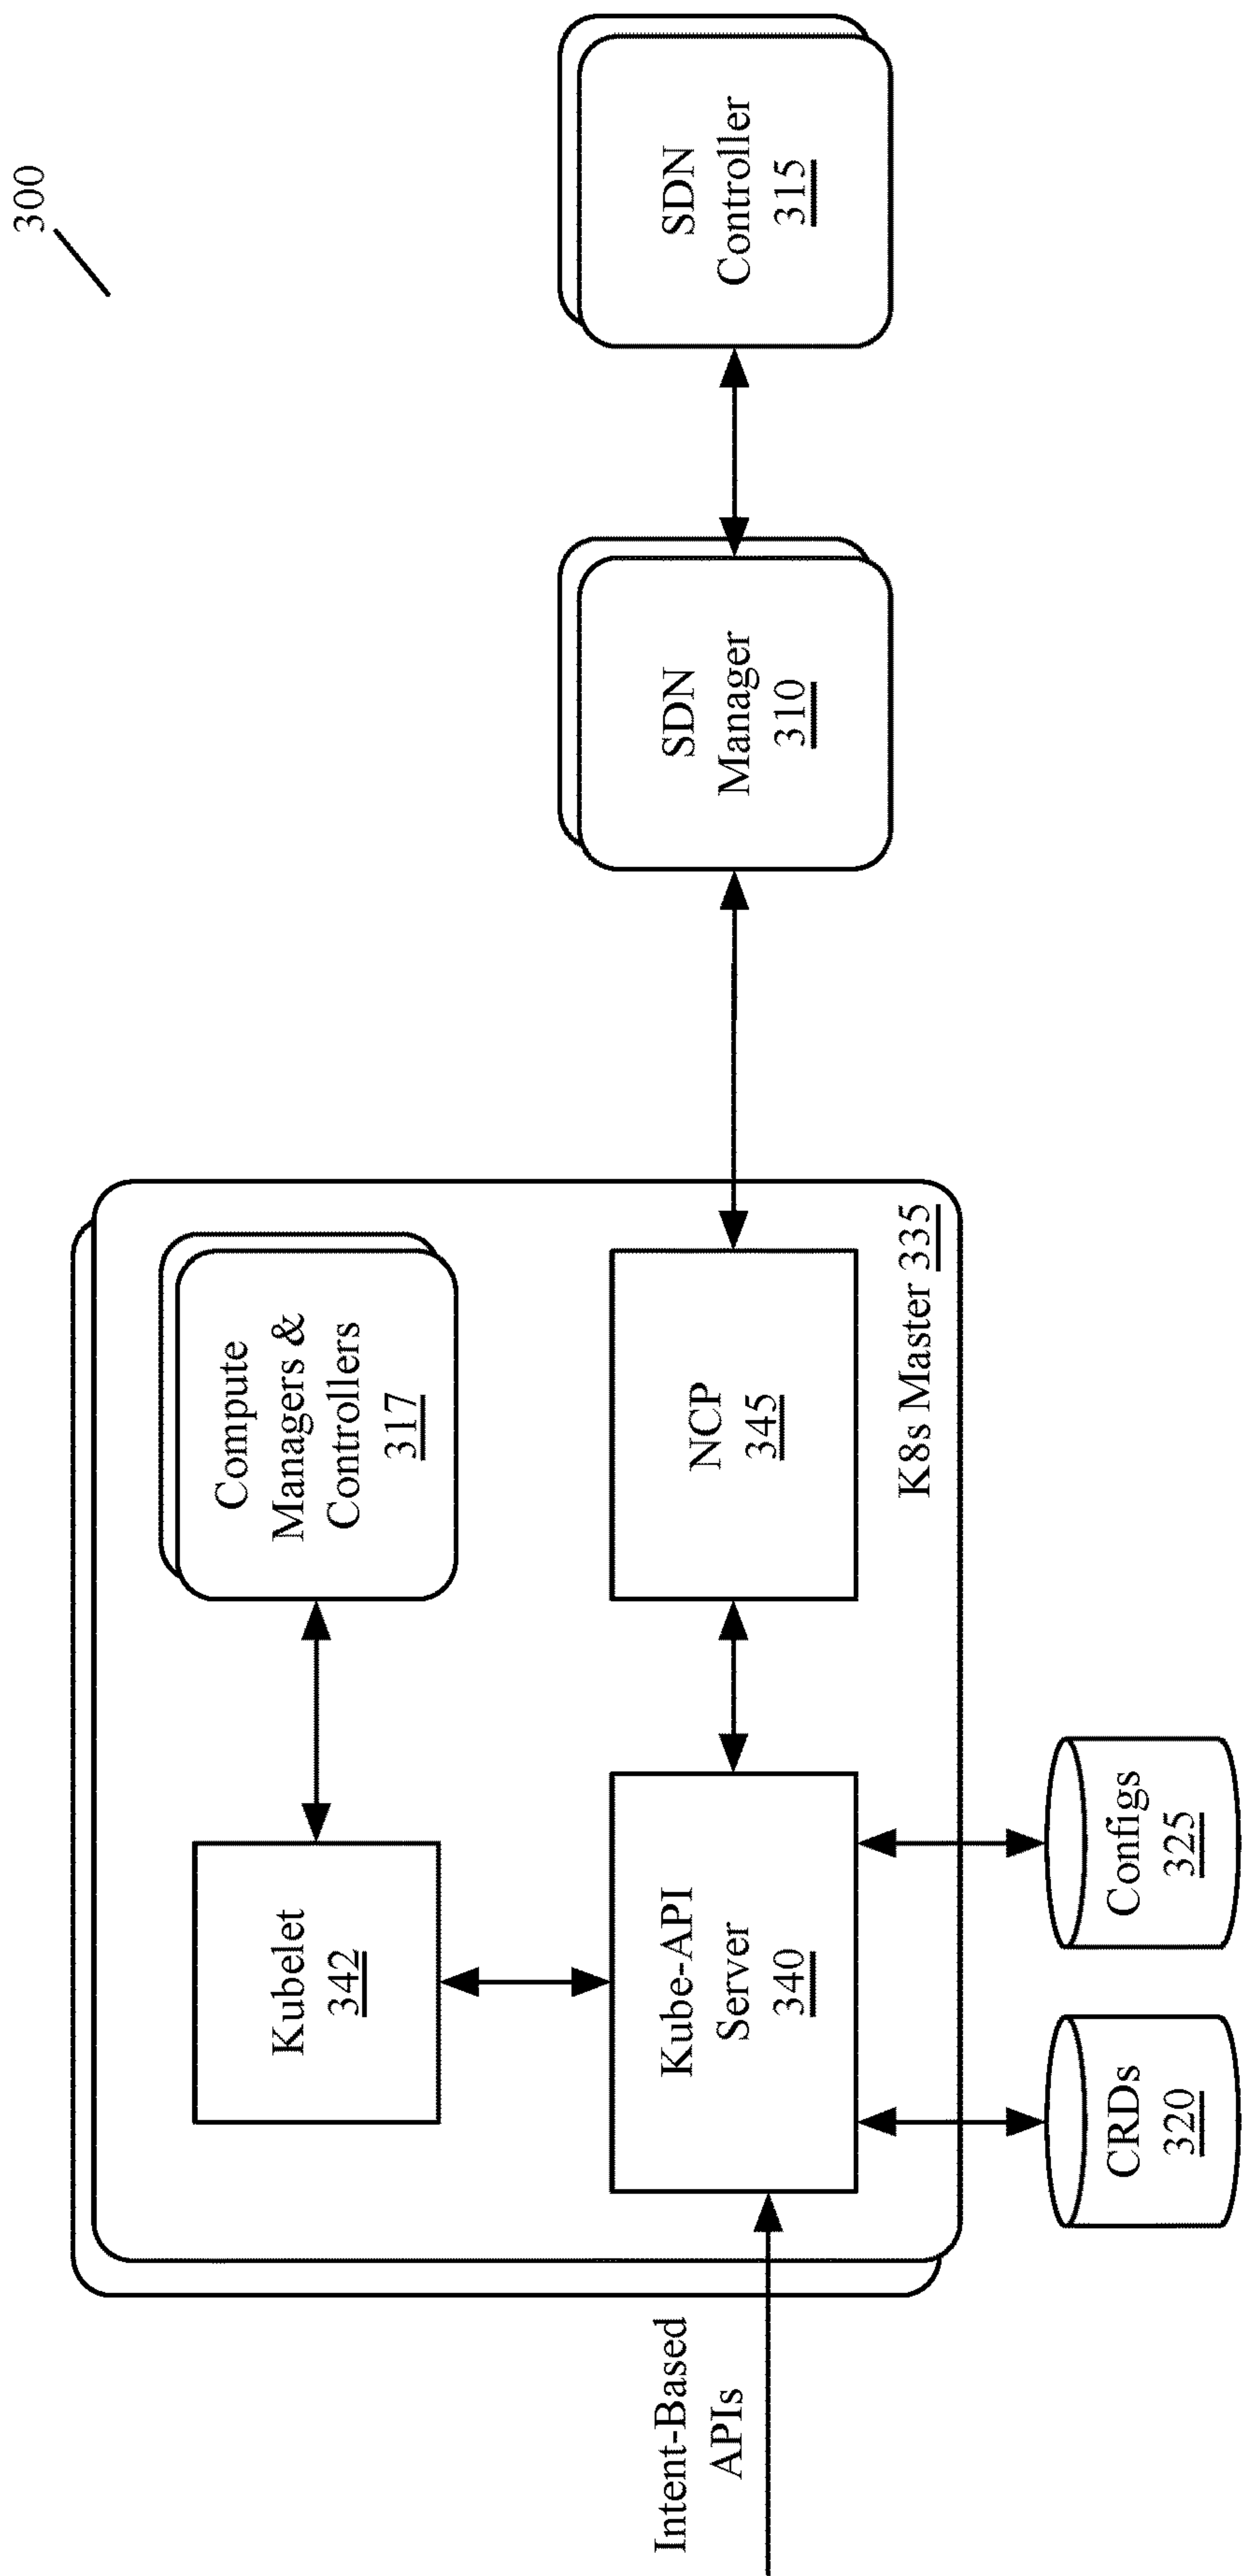 300
Kubelet
342
Compute
Managers &
Controllers
317
Intent-Based
APIs
Kube-API
Server
340
NCP
345
SDN
Manager
310
SDN
Controller
315
K8s Master 335
CRDs
320
Configs
325